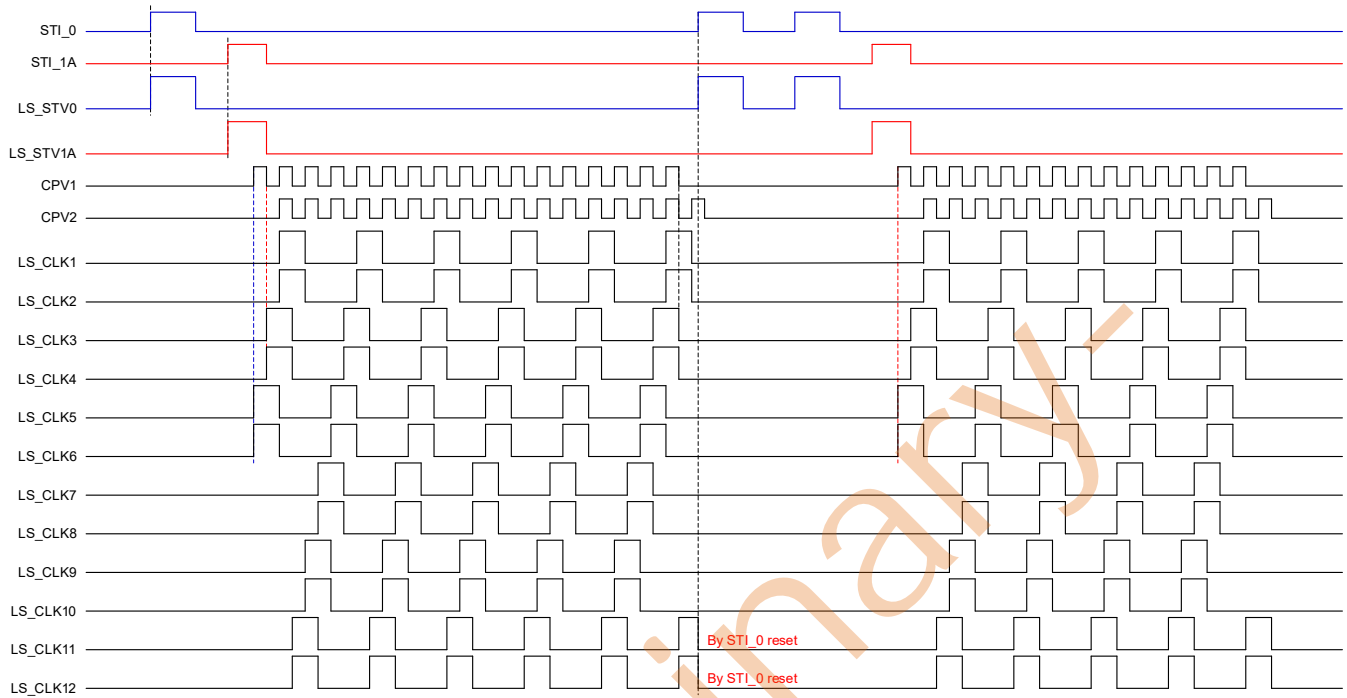 STI_0
STI_1A
LS_STV0
LS_STV1A
CPV1
CPV2
LS_CLK1
LS_CLK2
LS_CLK3
LS_CLK4
LS_CLK5
LS_CLK6
LS_CLK7
LS_CLK8
LS_CLK9
LS_CLK10
LS_CLK11
By STI_0 reset
LS_CLK12
By STI_0 reset
inary-